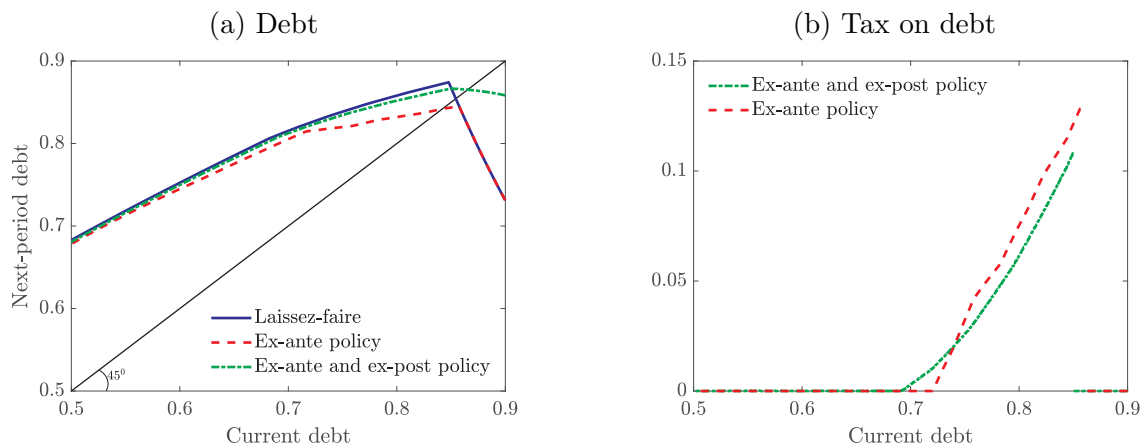 (a) Debt
0.9
0.8
0.7
0.6
0.5
Next-period debt
Laissez-faire
Ex-ante policy
Ex-ante and ex-post policy
45⁰
0.5 0.6 0.7 0.8 0.9
Current debt
(b) Tax on debt
0.15
0.1
0.05
0
Ex-ante and ex-post policy
Ex-ante policy
0.5 0.6 0.7 0.8 0.9
Current debt